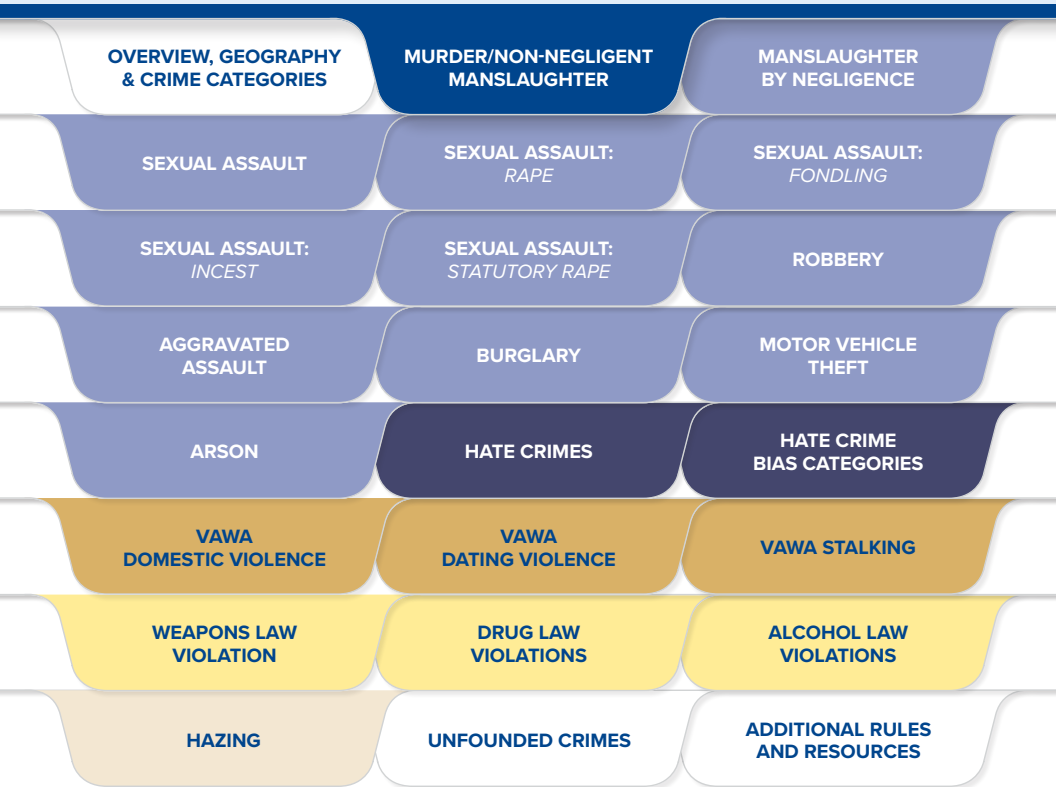 OVERVIEW, GEOGRAPHY
& CRIME CATEGORIES
MURDER/NON-NEGLIGENT
MANSLAUGHTER
MANSLAUGHTER
BY NEGLIGENCE
SEXUAL ASSAULT
SEXUAL ASSAULT:
RAPE
SEXUAL ASSAULT:
FONDLING
SEXUAL ASSAULT:
INCEST
SEXUAL ASSAULT:
STATUTORY RAPE
ROBBERY
AGGRAVATED
ASSAULT
BURGLARY
MOTOR VEHICLE
THEFT
ARSON
HATE CRIMES
HATE CRIME
BIAS CATEGORIES
VAWA
DOMESTIC VIOLENCE
VAWA
DATING VIOLENCE
VAWA STALKING
WEAPONS LAW
VIOLATION
DRUG LAW
VIOLATIONS
ALCOHOL LAW
VIOLATIONS
HAZING
UNFOUNDED CRIMES
ADDITIONAL RULES
AND RESOURCES